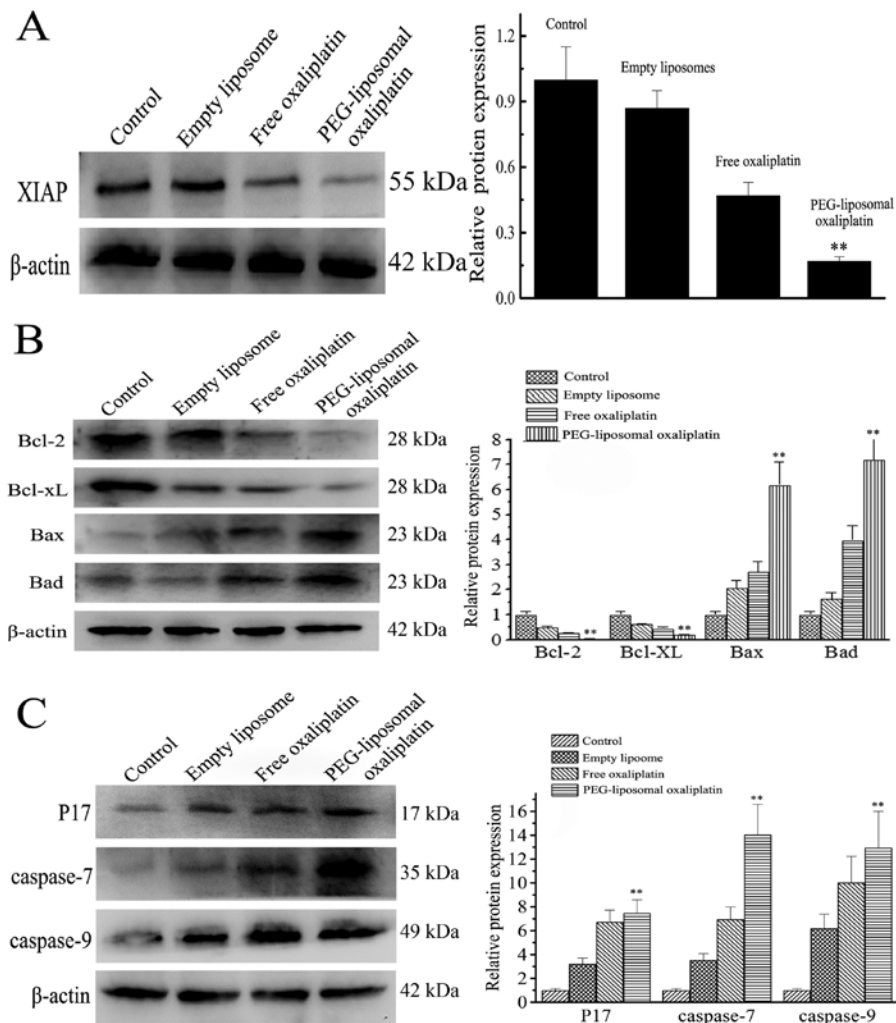 A
Control
Empty liposome
Free oxaliplatin
PEG-liposomal
oxaliplatin
XIAP
55 kDa
β-actin
42 kDa
Relative protien expression
1.2
0.9
0.6
0.3
0.0
Control
Empty liposomes
Free oxaliplatin
PEG-liposomal
oxaliplatin
**
B
Control
Empty liposome
Free oxaliplatin
PEG-liposomal
oxaliplatin
Bcl-2
28 kDa
Bcl-xL
28 kDa
Bax
23 kDa
Bad
23 kDa
β-actin
42 kDa
Control
Empty liposome
Free oxaliplatin
PEG-liposomal oxaliplatin
Relative protein expression
8
7
6
5
4
3
2
1
0
**
**
**
**
Bcl-2
Bcl-XL
Bax
Bad
C
Control
Empty liposome
Free oxaliplatin
PEG-liposomal
oxaliplatin
P17
17 kDa
caspase-7
35 kDa
caspase-9
49 kDa
β-actin
42 kDa
Control
Empty lipoome
Free oxaliplatin
PEG-liposomal oxaliplatin
Relative protein expression
16
14
12
10
8
6
4
2
0
**
**
**
P17
caspase-7
caspase-9